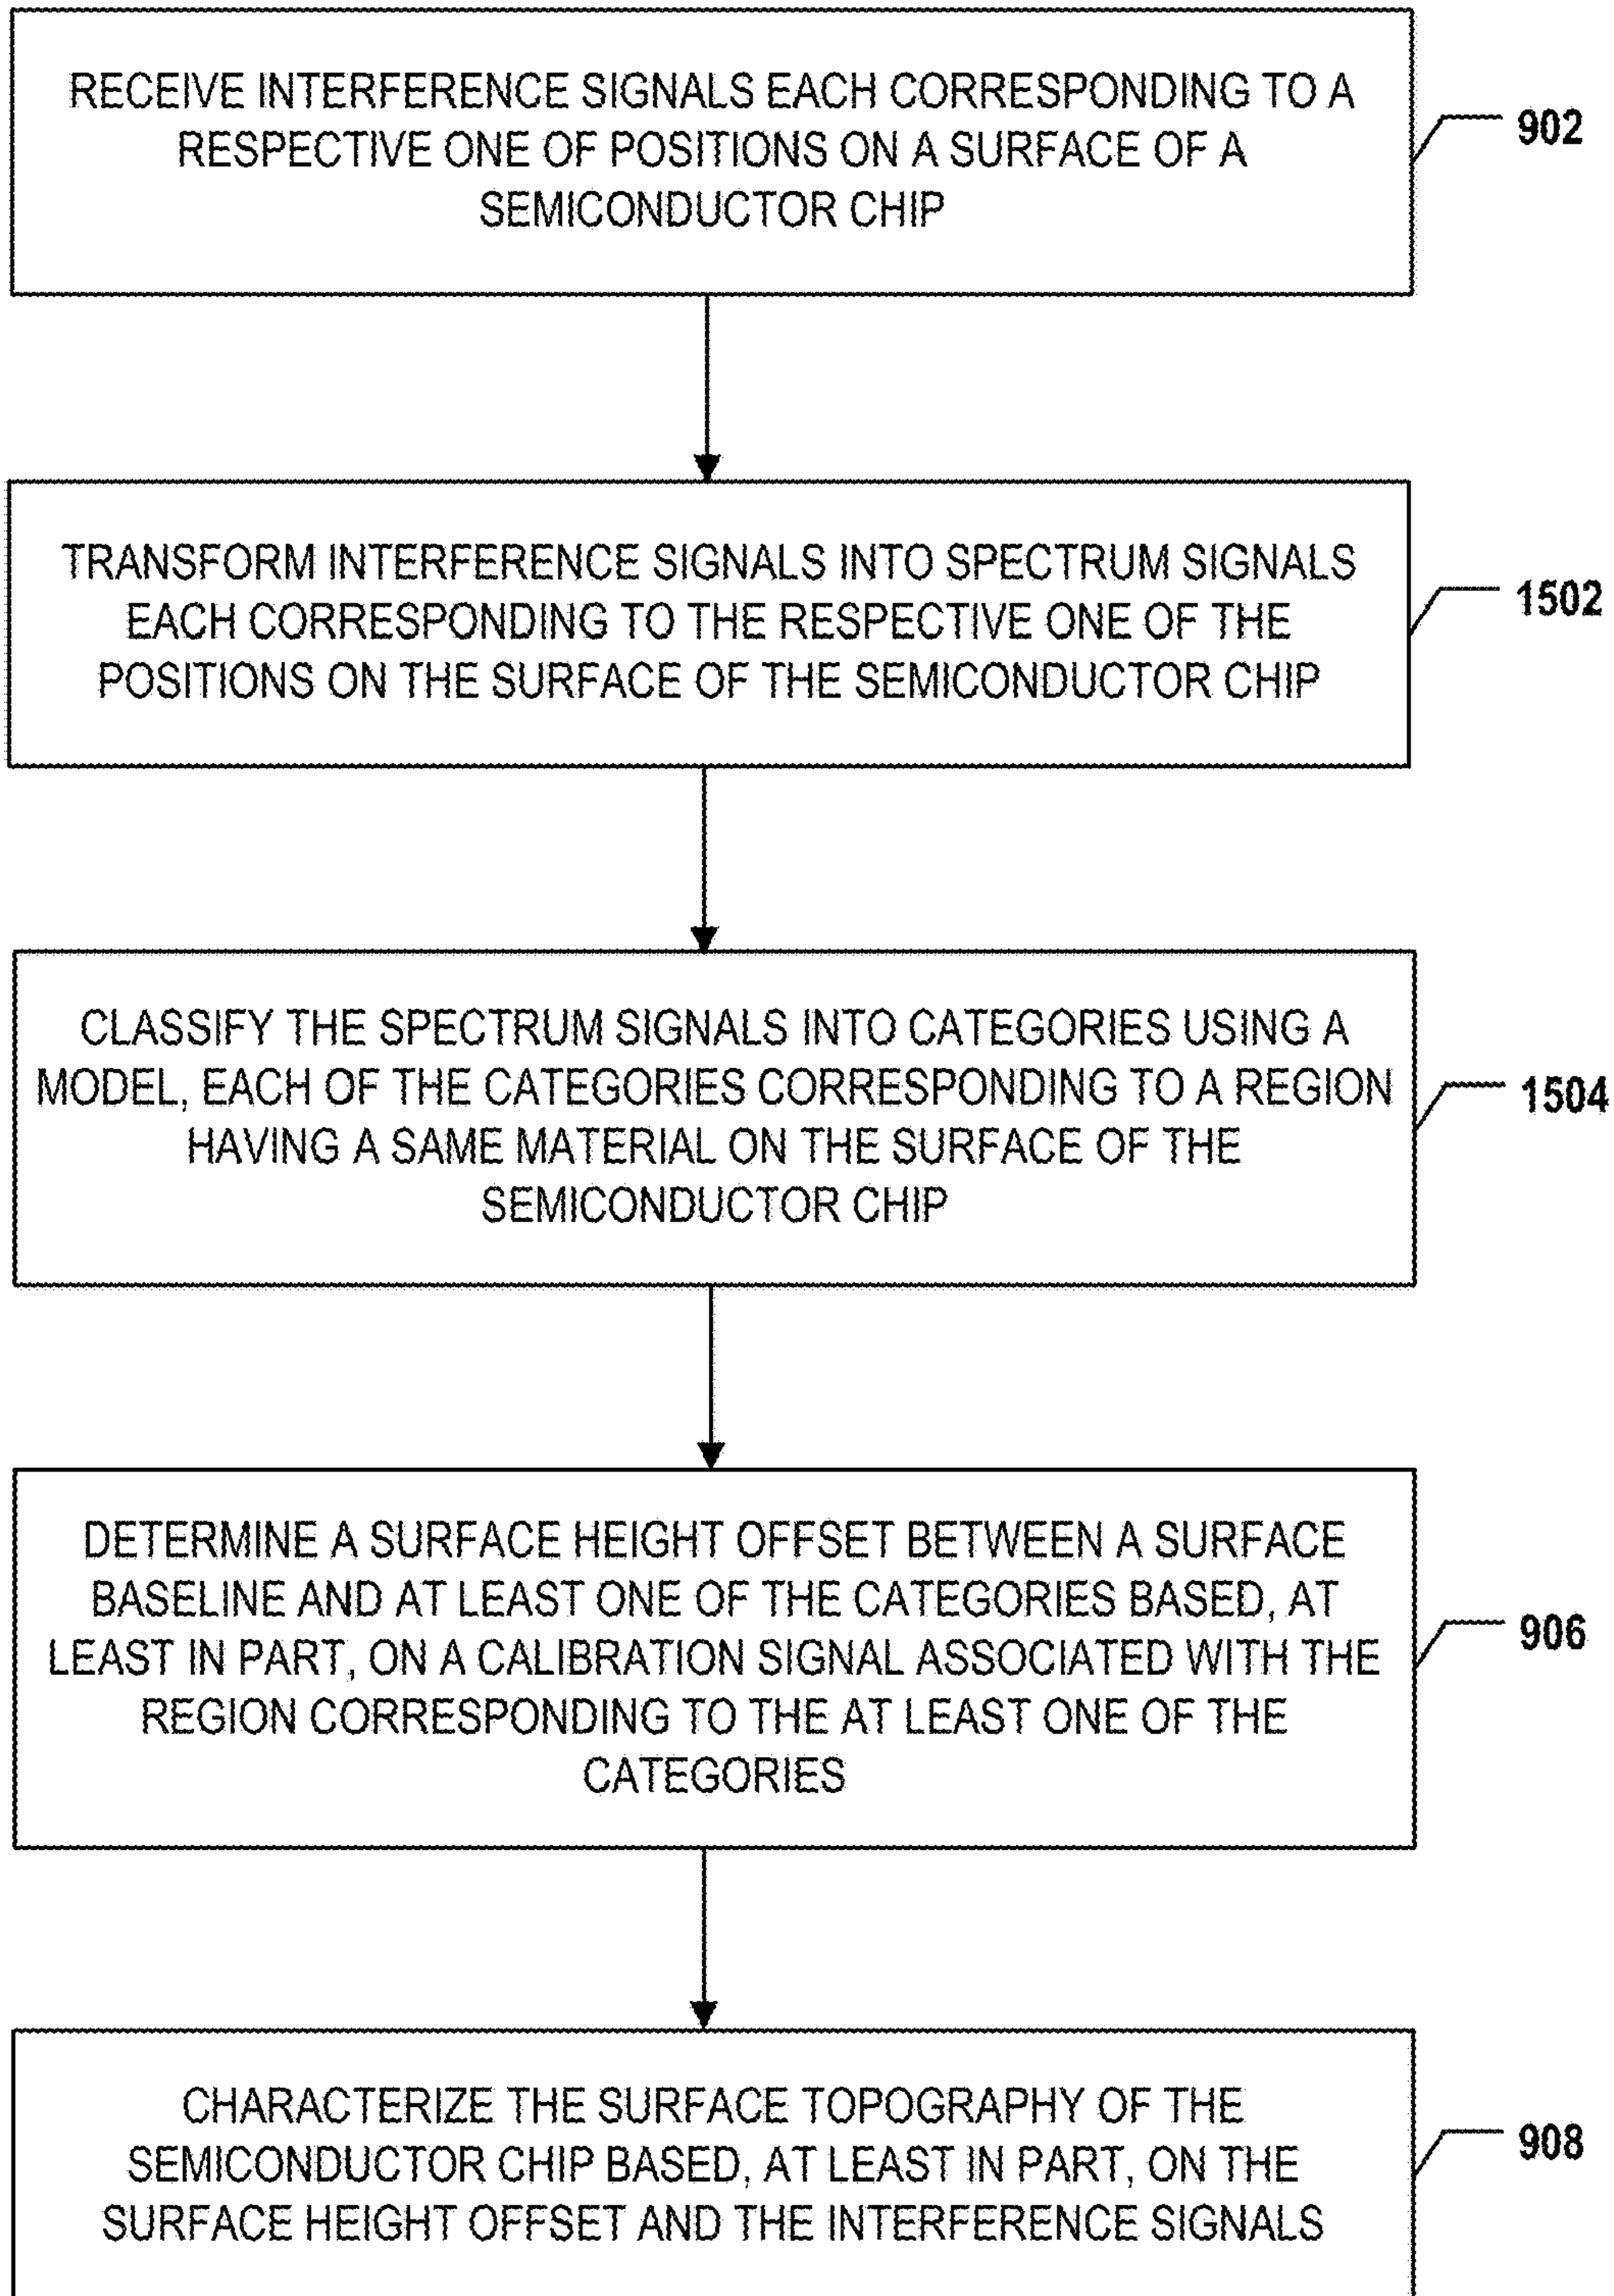 RECEIVE INTERFERENCE SIGNALS EACH CORRESPONDING TO A
RESPECTIVE ONE OF POSITIONS ON A SURFACE OF A
SEMICONDUCTOR CHIP
902
TRANSFORM INTERFERENCE SIGNALS INTO SPECTRUM SIGNALS
EACH CORRESPONDING TO THE RESPECTIVE ONE OF THE
POSITIONS ON THE SURFACE OF THE SEMICONDUCTOR CHIP
1502
CLASSIFY THE SPECTRUM SIGNALS INTO CATEGORIES USING A
MODEL, EACH OF THE CATEGORIES CORRESPONDING TO A REGION
HAVING A SAME MATERIAL ON THE SURFACE OF THE
SEMICONDUCTOR CHIP
1504
DETERMINE A SURFACE HEIGHT OFFSET BETWEEN A SURFACE
BASELINE AND AT LEAST ONE OF THE CATEGORIES BASED, AT
LEAST IN PART, ON A CALIBRATION SIGNAL ASSOCIATED WITH THE
REGION CORRESPONDING TO THE AT LEAST ONE OF THE
CATEGORIES
906
CHARACTERIZE THE SURFACE TOPOGRAPHY OF THE
SEMICONDUCTOR CHIP BASED, AT LEAST IN PART, ON THE
SURFACE HEIGHT OFFSET AND THE INTERFERENCE SIGNALS
908